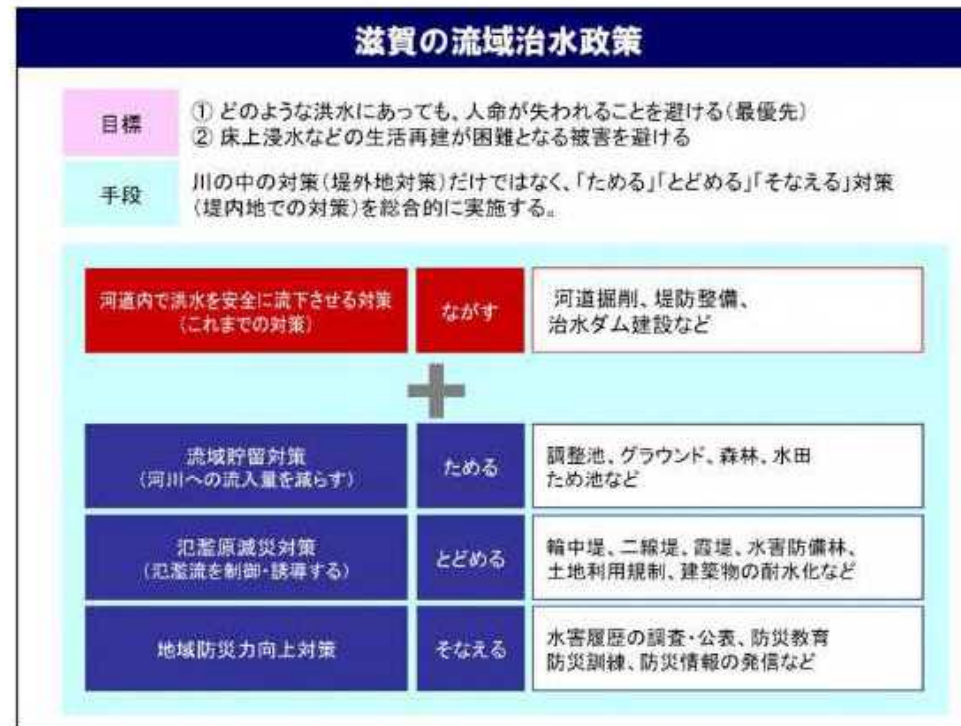 滋賀の流域治水政策
目標
① どのような洪水にあっても、人命が失われることを避ける(最優先)
② 床上浸水などの生活再建が困難となる被害を避ける
手段
川の中の対策(堤外地対策)だけではなく、「ためる」「とどめる」「そなえる」対策
(堤内地での対策)を総合的に実施する。
河道内で洪水を安全に流下させる対策
(これまでの対策)
ながす
河道掘削、堤防整備、
治水ダム建設など
流域貯留対策
(河川への流入量を減らす)
ためる
調整池、グラウンド、森林、水田
ため池など
氾濫原減災対策
(氾濫流を制御・誘導する)
とどめる
輪中堤、二線堤、霞堤、水害防備林、
土地利用規制、建築物の耐水化など
地域防災力向上対策
そなえる
水害履歴の調査・公表、防災教育
防災訓練、防災情報の発信など